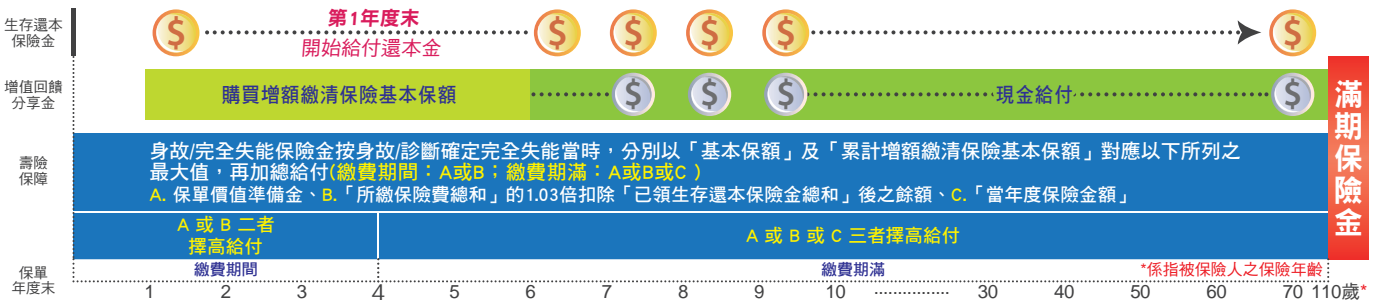 生存還本
保險金
$
第1年度末
開始給付還本金
$
$
$
$
$
增值回饋
分享金
購買增額繳清保險基本保額
$
$
$
現金給付
$
滿期保險金
壽險
保障
身故/完全失能保險金按身故/診斷確定完全失能當時，分別以「基本保額」及「累計增額繳清保險基本保額」對應以下所列之
最大值，再加總給付(繳費期間：A或B；繳費期滿：A或B或C )
A. 保單價值準備金、B.「所繳保險費總和」的1.03倍扣除「已領生存還本保險金總和」後之餘額、C.「當年度保險金額」
A 或 B 二者
擇高給付
A 或 B 或 C 三者擇高給付
保單
年度末
繳費期間
繳費期滿
*係指被保險人之保險年齡
1 2 3 4 5 6 7 8 9 10 30 40 50 60 70 110歲*